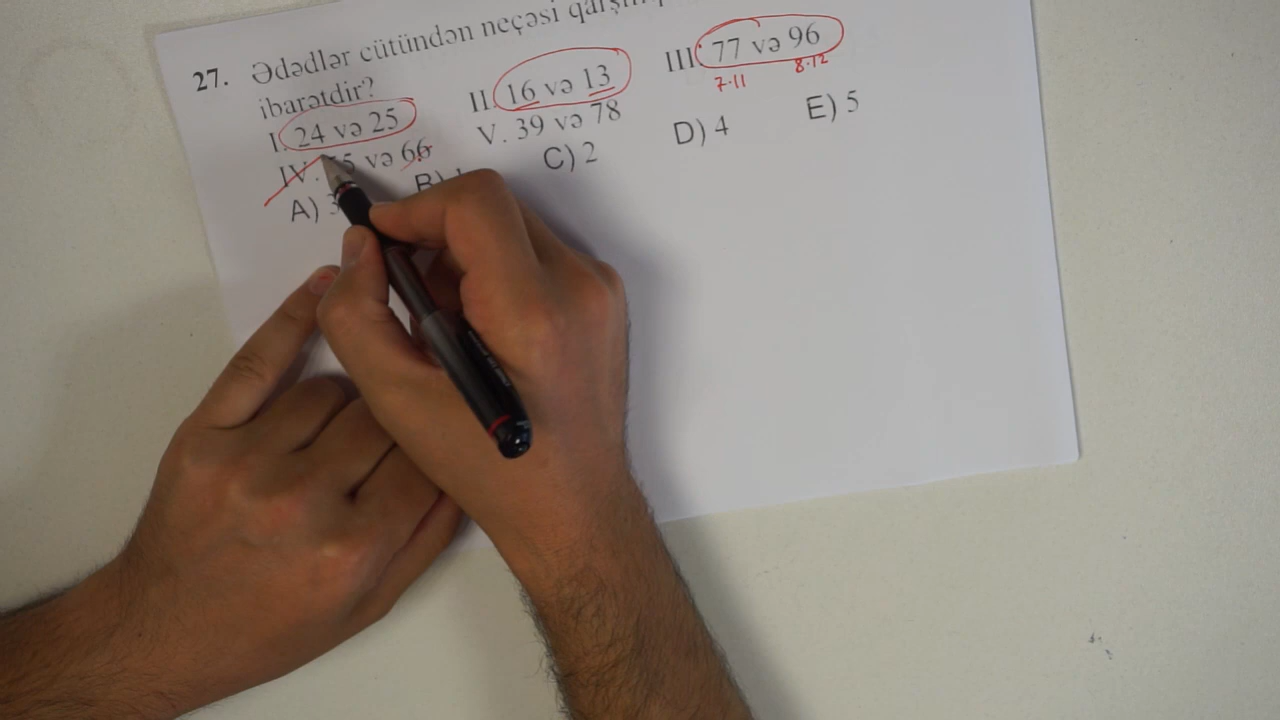 27. Ədədlər cütündən neçəsi
ibarətdir?
I. 24 və 25 II. 16 və 13 III. 77 və 96
7·11 8·12
IV. və 66 V. 39 və 78
A) 3 B) C) 2 D) 4 E) 5